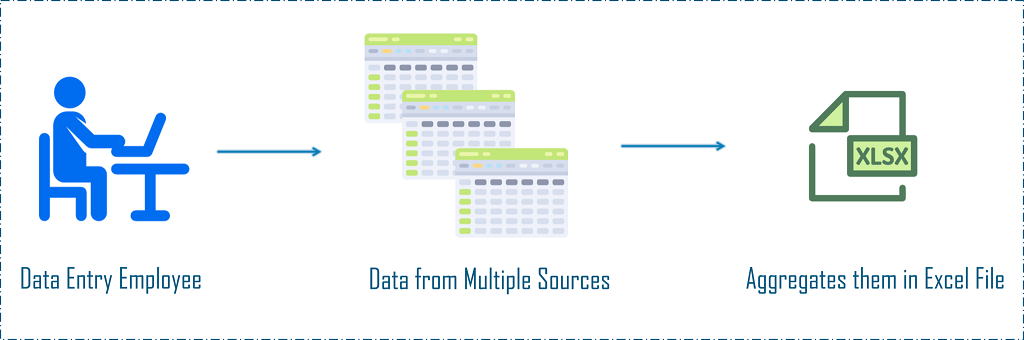 XLSX
Data Entry Employee
Data from Multiple Sources
Aggregates them in Excel File